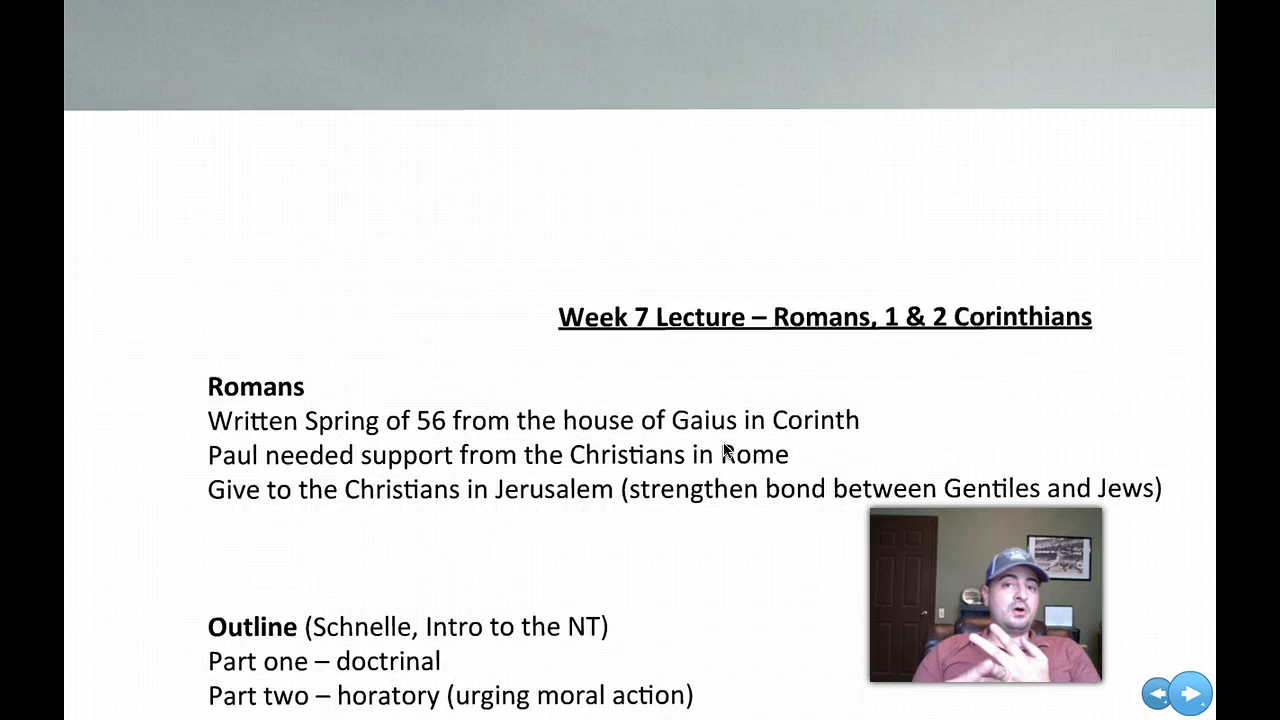 Week 7 Lecture – Romans, 1 & 2 Corinthians
Romans
Written Spring of 56 from the house of Gaius in Corinth
Paul needed support from the Christians in Rome
Give to the Christians in Jerusalem (strengthen bond between Gentiles and Jews)
Outline (Schnelle, Intro to the NT)
Part one – doctrinal
Part two – horatory (urging moral action)